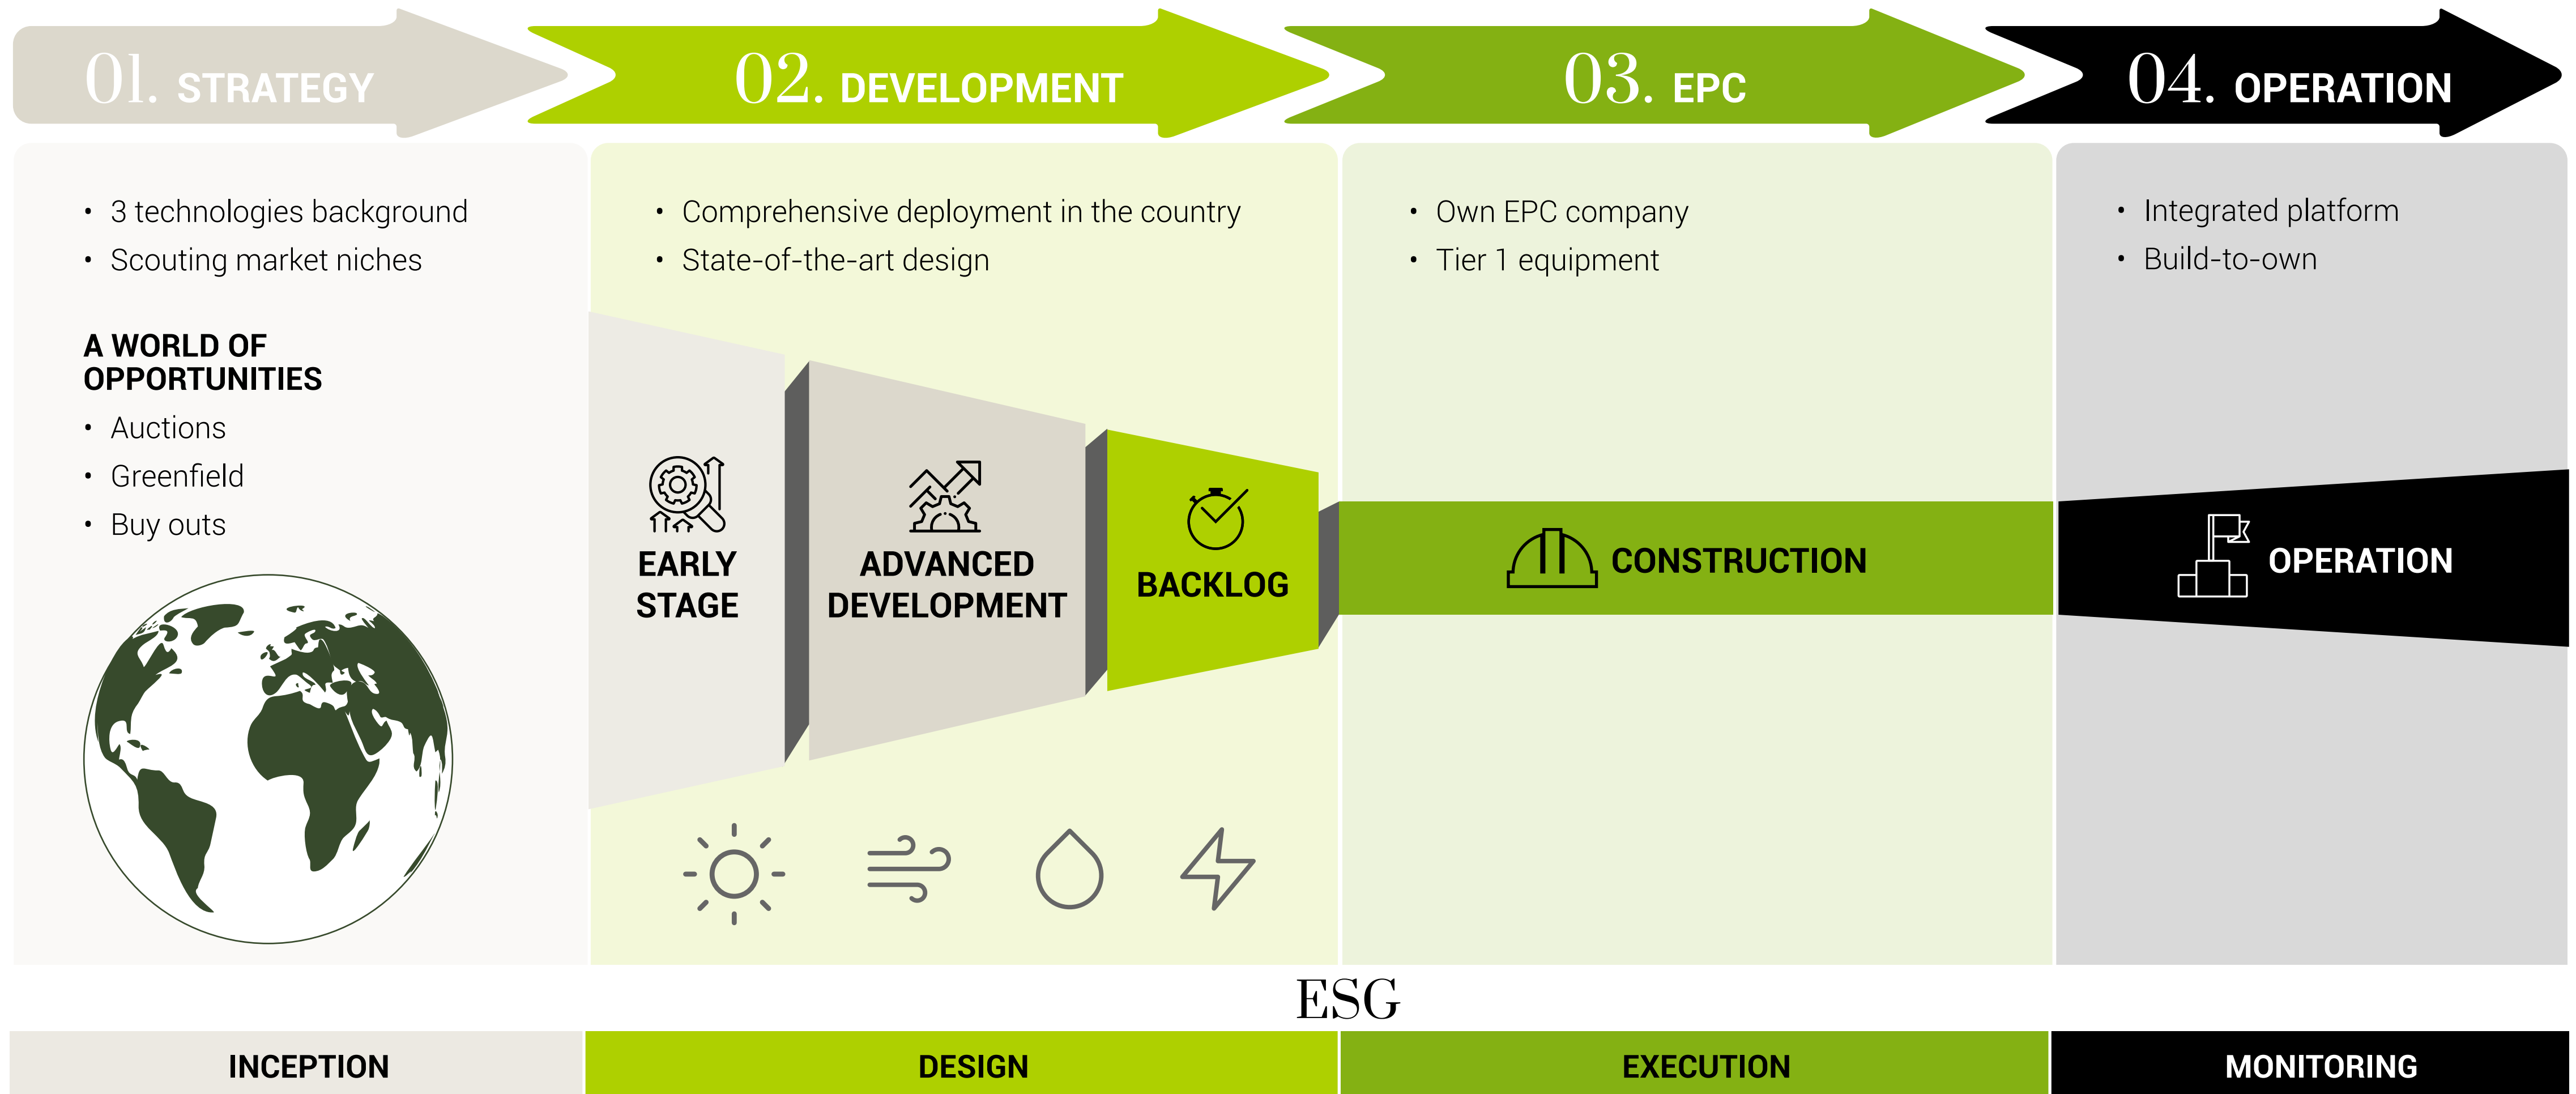 01. STRATEGY
02. DEVELOPMENT
03. EPC
04. OPERATION
• 3 technologies background
• Scouting market niches
A WORLD OF
OPPORTUNITIES
• Auctions
• Greenfield
• Buy outs
• Comprehensive deployment in the country
• State-of-the-art design
EARLY
STAGE
ADVANCED
DEVELOPMENT
BACKLOG
• Own EPC company
• Tier 1 equipment
CONSTRUCTION
• Integrated platform
• Build-to-own
OPERATION
ESG
INCEPTION
DESIGN
EXECUTION
MONITORING